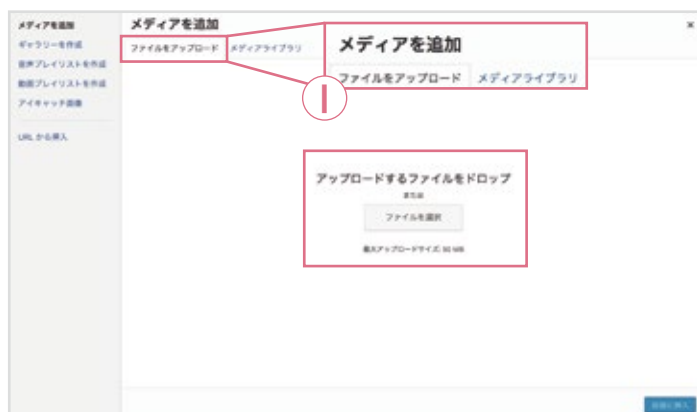 メディアを追加
ギャラリーを作成
音声プレイリストを作成
動画プレイリストを作成
アイキャッチ画像
URL から挿入
メディアを追加
ファイルをアップロード メディアライブラリ
×
メディアを追加
ファイルをアップロード メディアライブラリ
1
アップロードするファイルをドロップ
または
ファイルを選択
最大アップロードサイズ: 50 MB